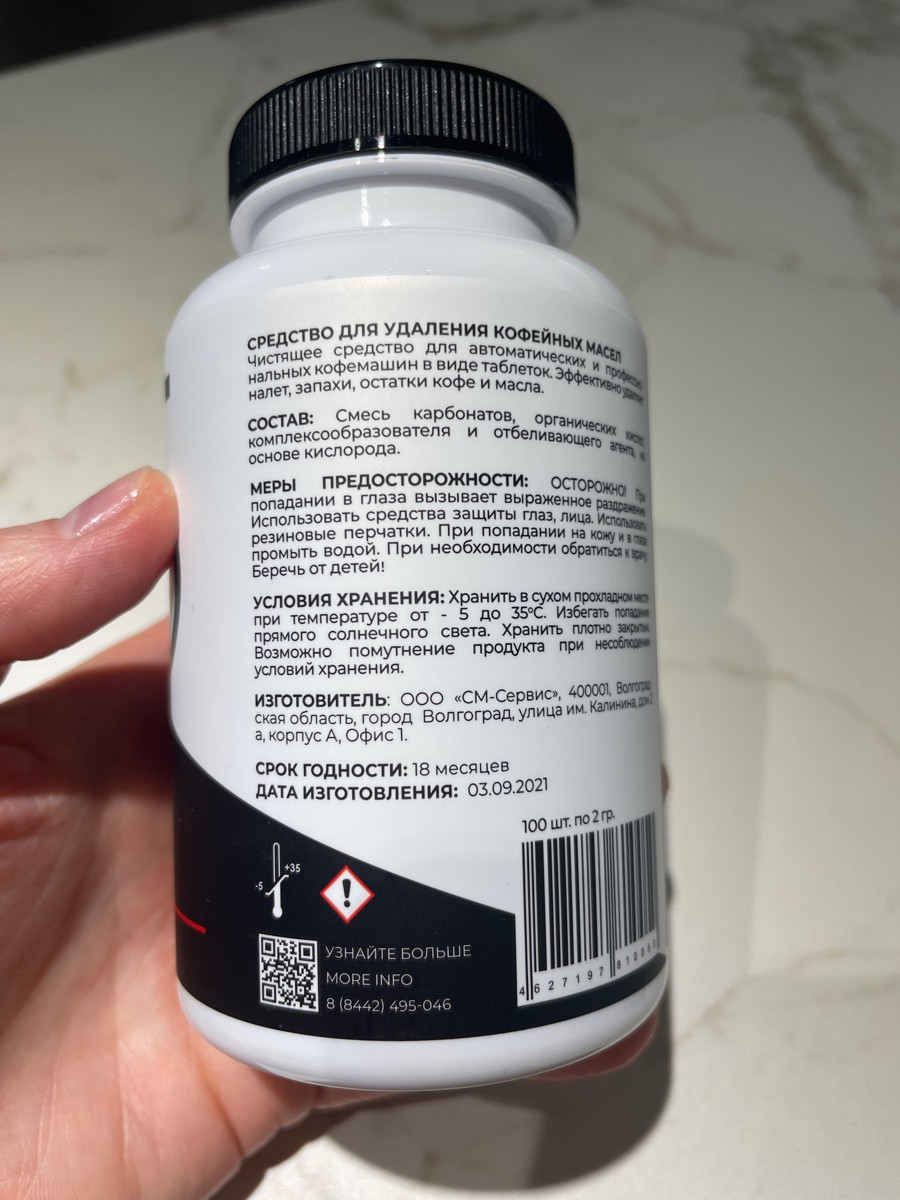 СРЕДСТВО ДЛЯ УДАЛЕНИЯ КОФЕЙНЫХ МАСЕЛ
Чистящее средство для автоматических и професcио-
нальных кофемашин в виде таблеток. Эффективно удаляет
налет, запахи, остатки кофе и масла.
СОСТАВ: Смесь карбонатов, органических кислот,
комплексообразователя и отбеливающего агента, на
основе кислорода.
МЕРЫ ПРЕДОСТОРОЖНОСТИ: ОСТОРОЖНО! При
попадании в глаза вызывает выраженное раздражение.
Использовать средства защиты глаз, лица. Использовать
резиновые перчатки. При попадании на кожу и в глаза
промыть водой. При необходимости обратиться к врачу.
Беречь от детей!
УСЛОВИЯ ХРАНЕНИЯ: Хранить в сухом прохладном месте
при температуре от - 5 до 35°С. Избегать попадания
прямого солнечного света. Хранить плотно закрытым.
Возможно помутнение продукта при несоблюдении
условий хранения.
ИЗГОТОВИТЕЛЬ: ООО «СМ-Сервис», 400001, Волгоград-
ская область, город Волгоград, улица им. Калинина, дом 2
а, корпус А, Офис 1.
СРОК ГОДНОСТИ: 18 месяцев
ДАТА ИЗГОТОВЛЕНИЯ: 03.09.2021
100 шт. по 2 гр.
+35
-5
УЗНАЙТЕ БОЛЬШЕ
MORE INFO
8 (8442) 495-046